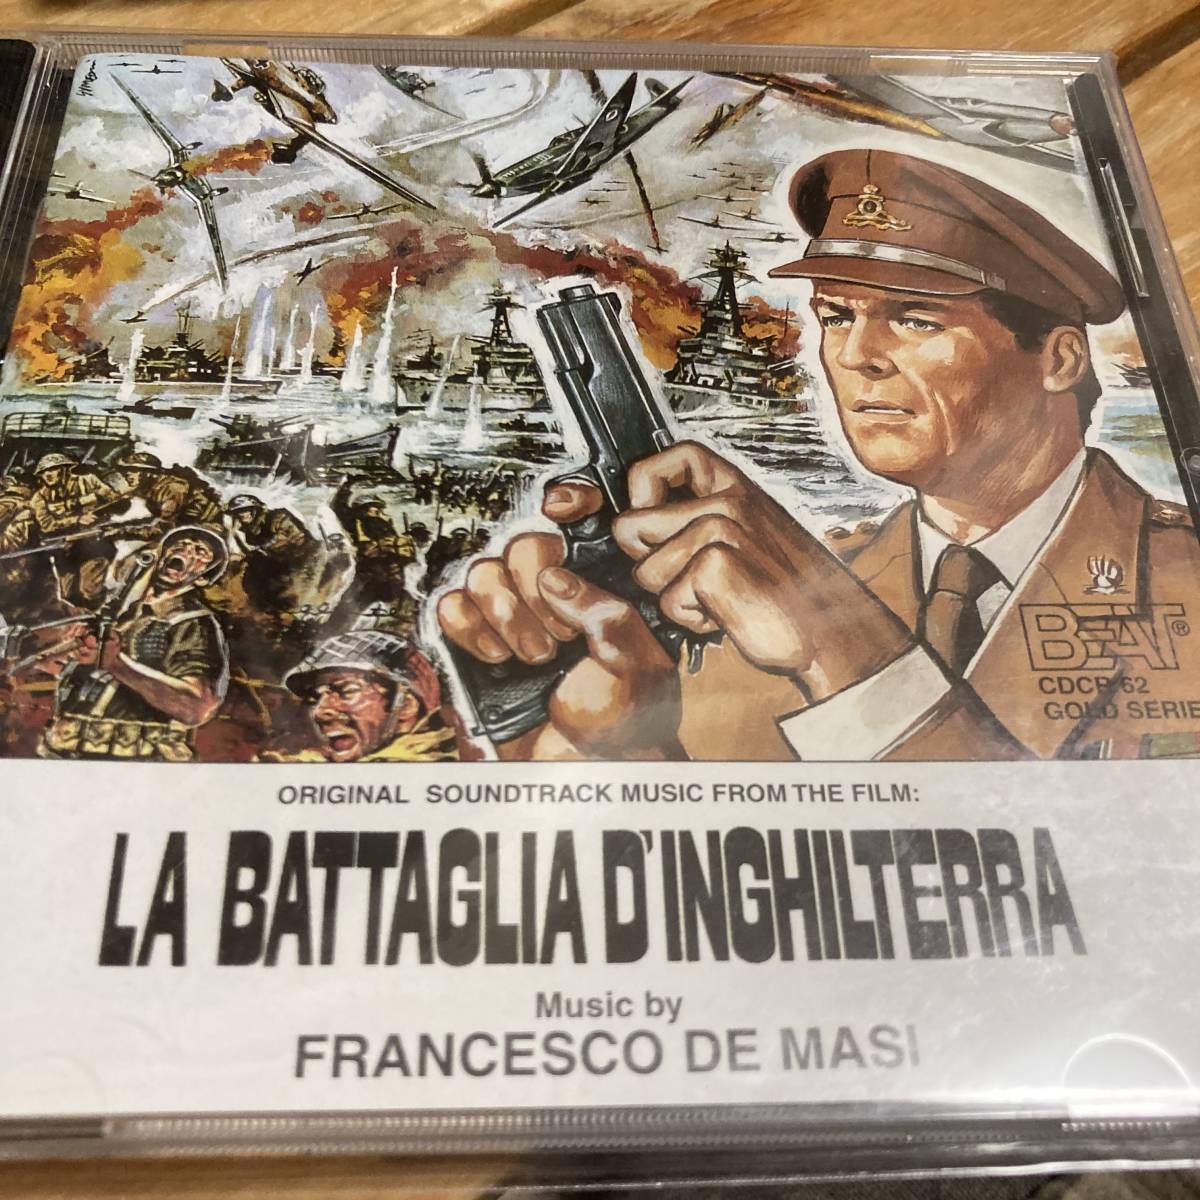 BEAT®
CDCR 62
GOLD SERIE
ORIGINAL SOUNDTRACK MUSIC FROM THE FILM:
LA BATTAGLIA D'INGHILTERRA
Music by
FRANCESCO DE MASI